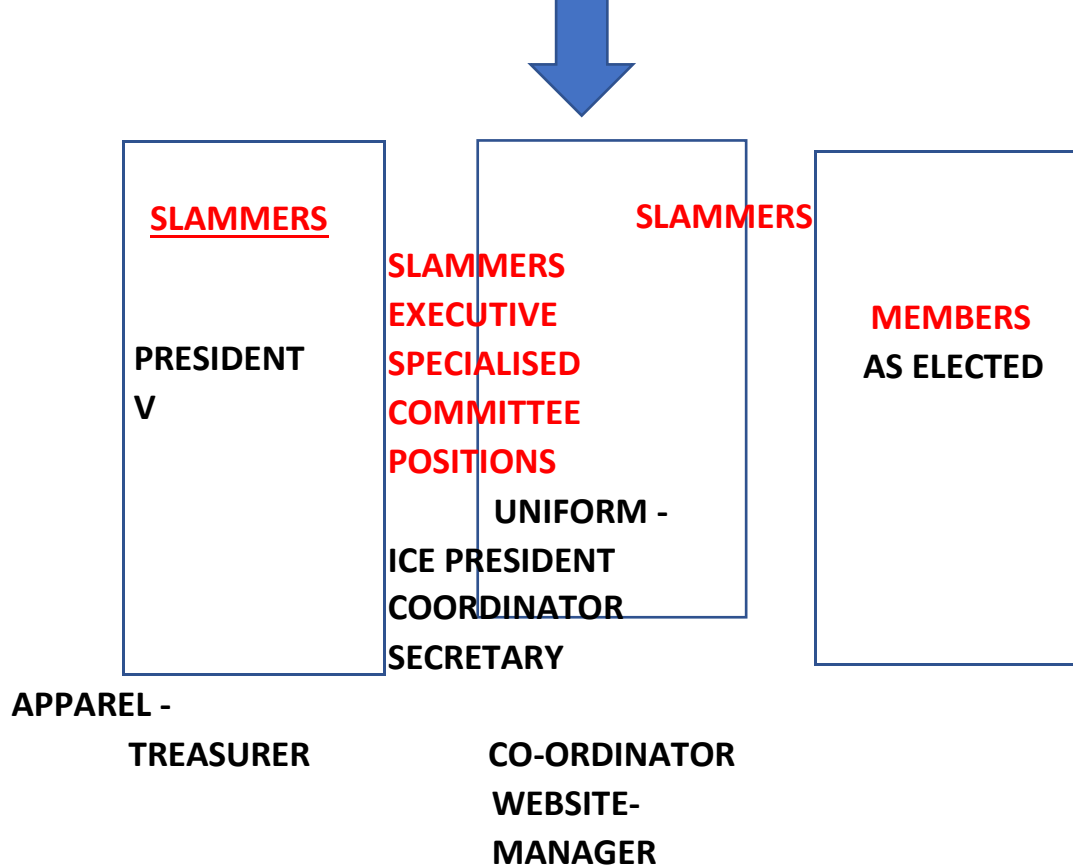 SLAMMERS
SLAMMERS
SLAMMERS
EXECUTIVE
SPECIALISED
COMMITTEE
POSITIONS
MEMBERS
AS ELECTED
PRESIDENT
V
UNIFORM -
ICE PRESIDENT
COORDINATOR
SECRETARY
APPAREL -
TREASURER CO-ORDINATOR
WEBSITE-
MANAGER